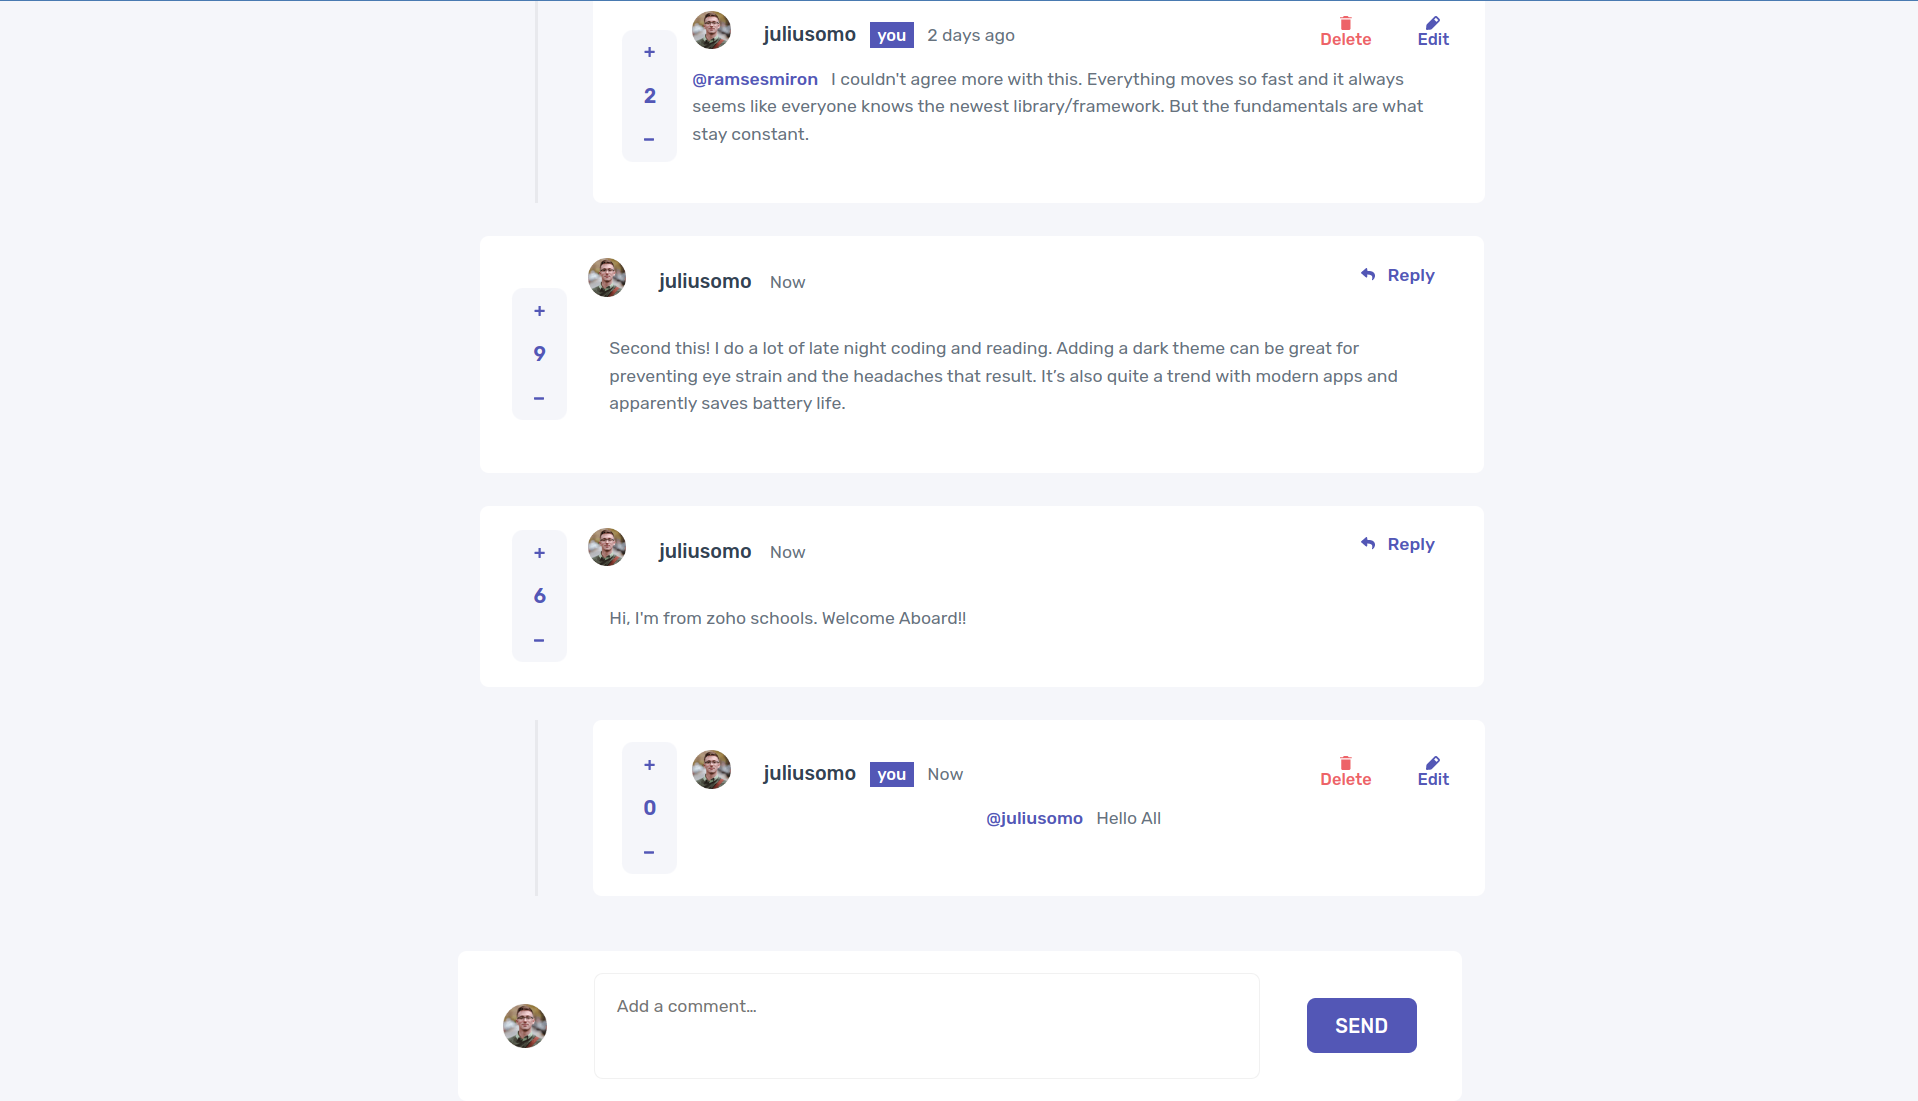 juliusomo you 2 days ago Delete Edit
+
2
−
@ramsesmiron I couldn't agree more with this. Everything moves so fast and it always
seems like everyone knows the newest library/framework. But the fundamentals are what
stay constant.
juliusomo Now Reply
+
9
−
Second this! I do a lot of late night coding and reading. Adding a dark theme can be great for
preventing eye strain and the headaches that result. It’s also quite a trend with modern apps and
apparently saves battery life.
juliusomo Now Reply
+
6
−
Hi, I'm from zoho schools. Welcome Aboard!!
juliusomo you Now Delete Edit
+
0
−
@juliusomo Hello All
Add a comment...
SEND